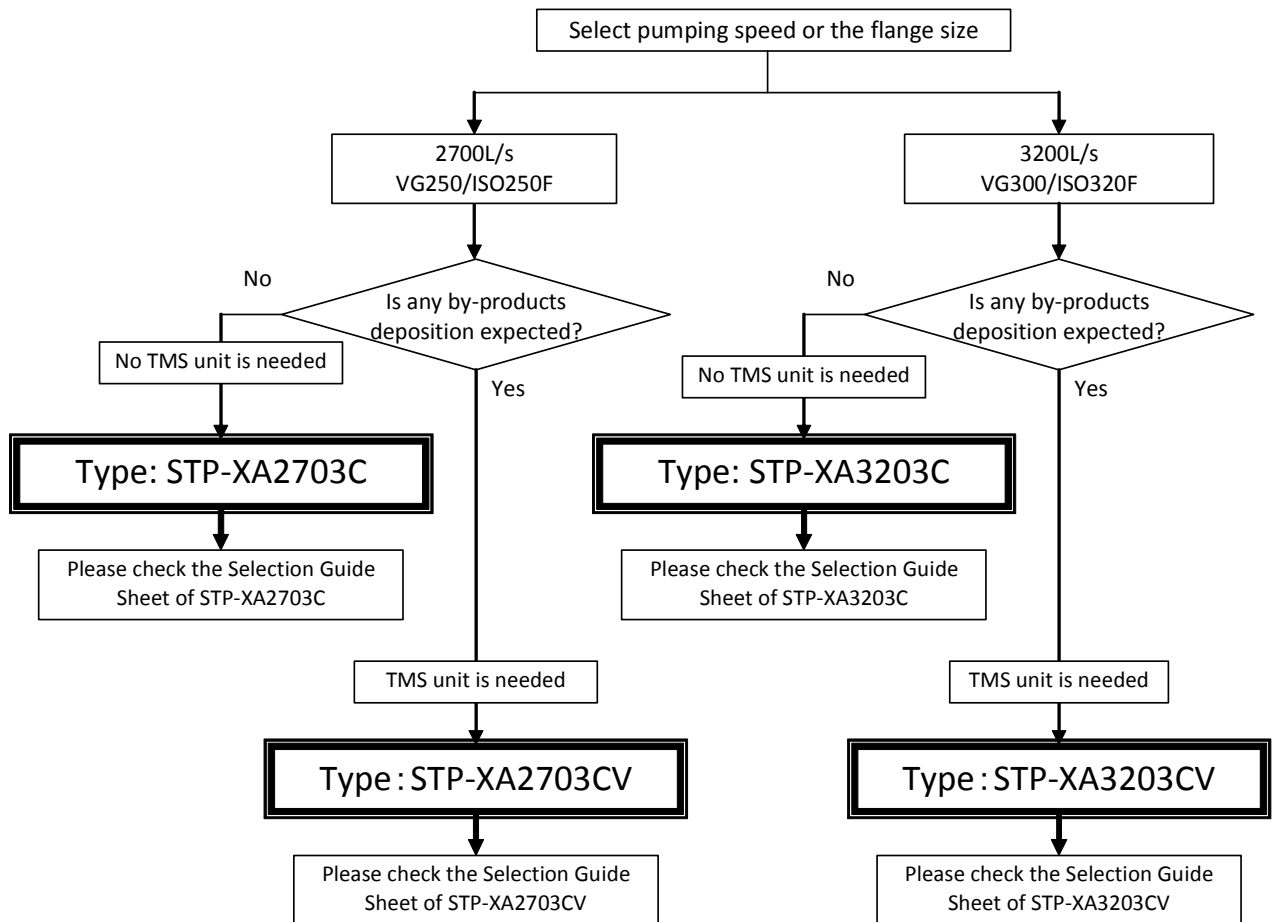 Select pumping speed or the flange size
2700L/s
VG250/ISO250F
3200L/s
VG300/ISO320F
No
Is any by-products
deposition expected?
No
Is any by-products
deposition expected?
No TMS unit is needed
Yes
No TMS unit is needed
Yes
Type: STP-XA2703C
Type: STP-XA3203C
Please check the Selection Guide
Sheet of STP-XA2703C
Please check the Selection Guide
Sheet of STP-XA3203C
TMS unit is needed
TMS unit is needed
Type : STP-XA2703CV
Type : STP-XA3203CV
Please check the Selection Guide
Sheet of STP-XA2703CV
Please check the Selection Guide
Sheet of STP-XA3203CV